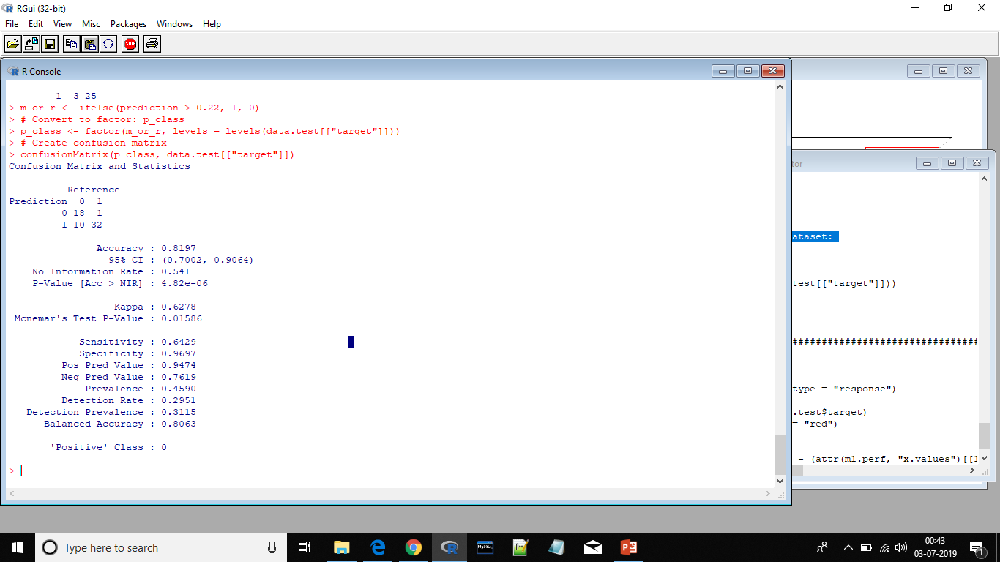 RGui (32-bit)
File Edit View Misc Packages Windows Help
STOP
R Console
1 3 25
> m_or_r <- ifelse(prediction > 0.22, 1, 0)
> # Convert to factor: p_class
> p_class <- factor(m_or_r, levels = levels(data.test[["target"]]))
> # Create confusion matrix
> confusionMatrix(p_class, data.test[["target"]])
Confusion Matrix and Statistics
Reference
Prediction 0 1
0 18 1
1 10 32
Accuracy : 0.8197
95% CI : (0.7002, 0.9064)
No Information Rate : 0.541
P-Value [Acc > NIR] : 4.82e-06
Kappa : 0.6278
Mcnemar's Test P-Value : 0.01586
Sensitivity : 0.6429
Specificity : 0.9697
Pos Pred Value : 0.9474
Neg Pred Value : 0.7619
Prevalence : 0.4590
Detection Rate : 0.2951
Detection Prevalence : 0.3115
Balanced Accuracy : 0.8063
'Positive' Class : 0
>
tor
ataset:
test[["target"]]))
################################
type = "response")
.test$target)
= "red")
- (attr(m1.perf, "x.values")[[1
Type here to search
MySQL
00:43
03-07-2019
1